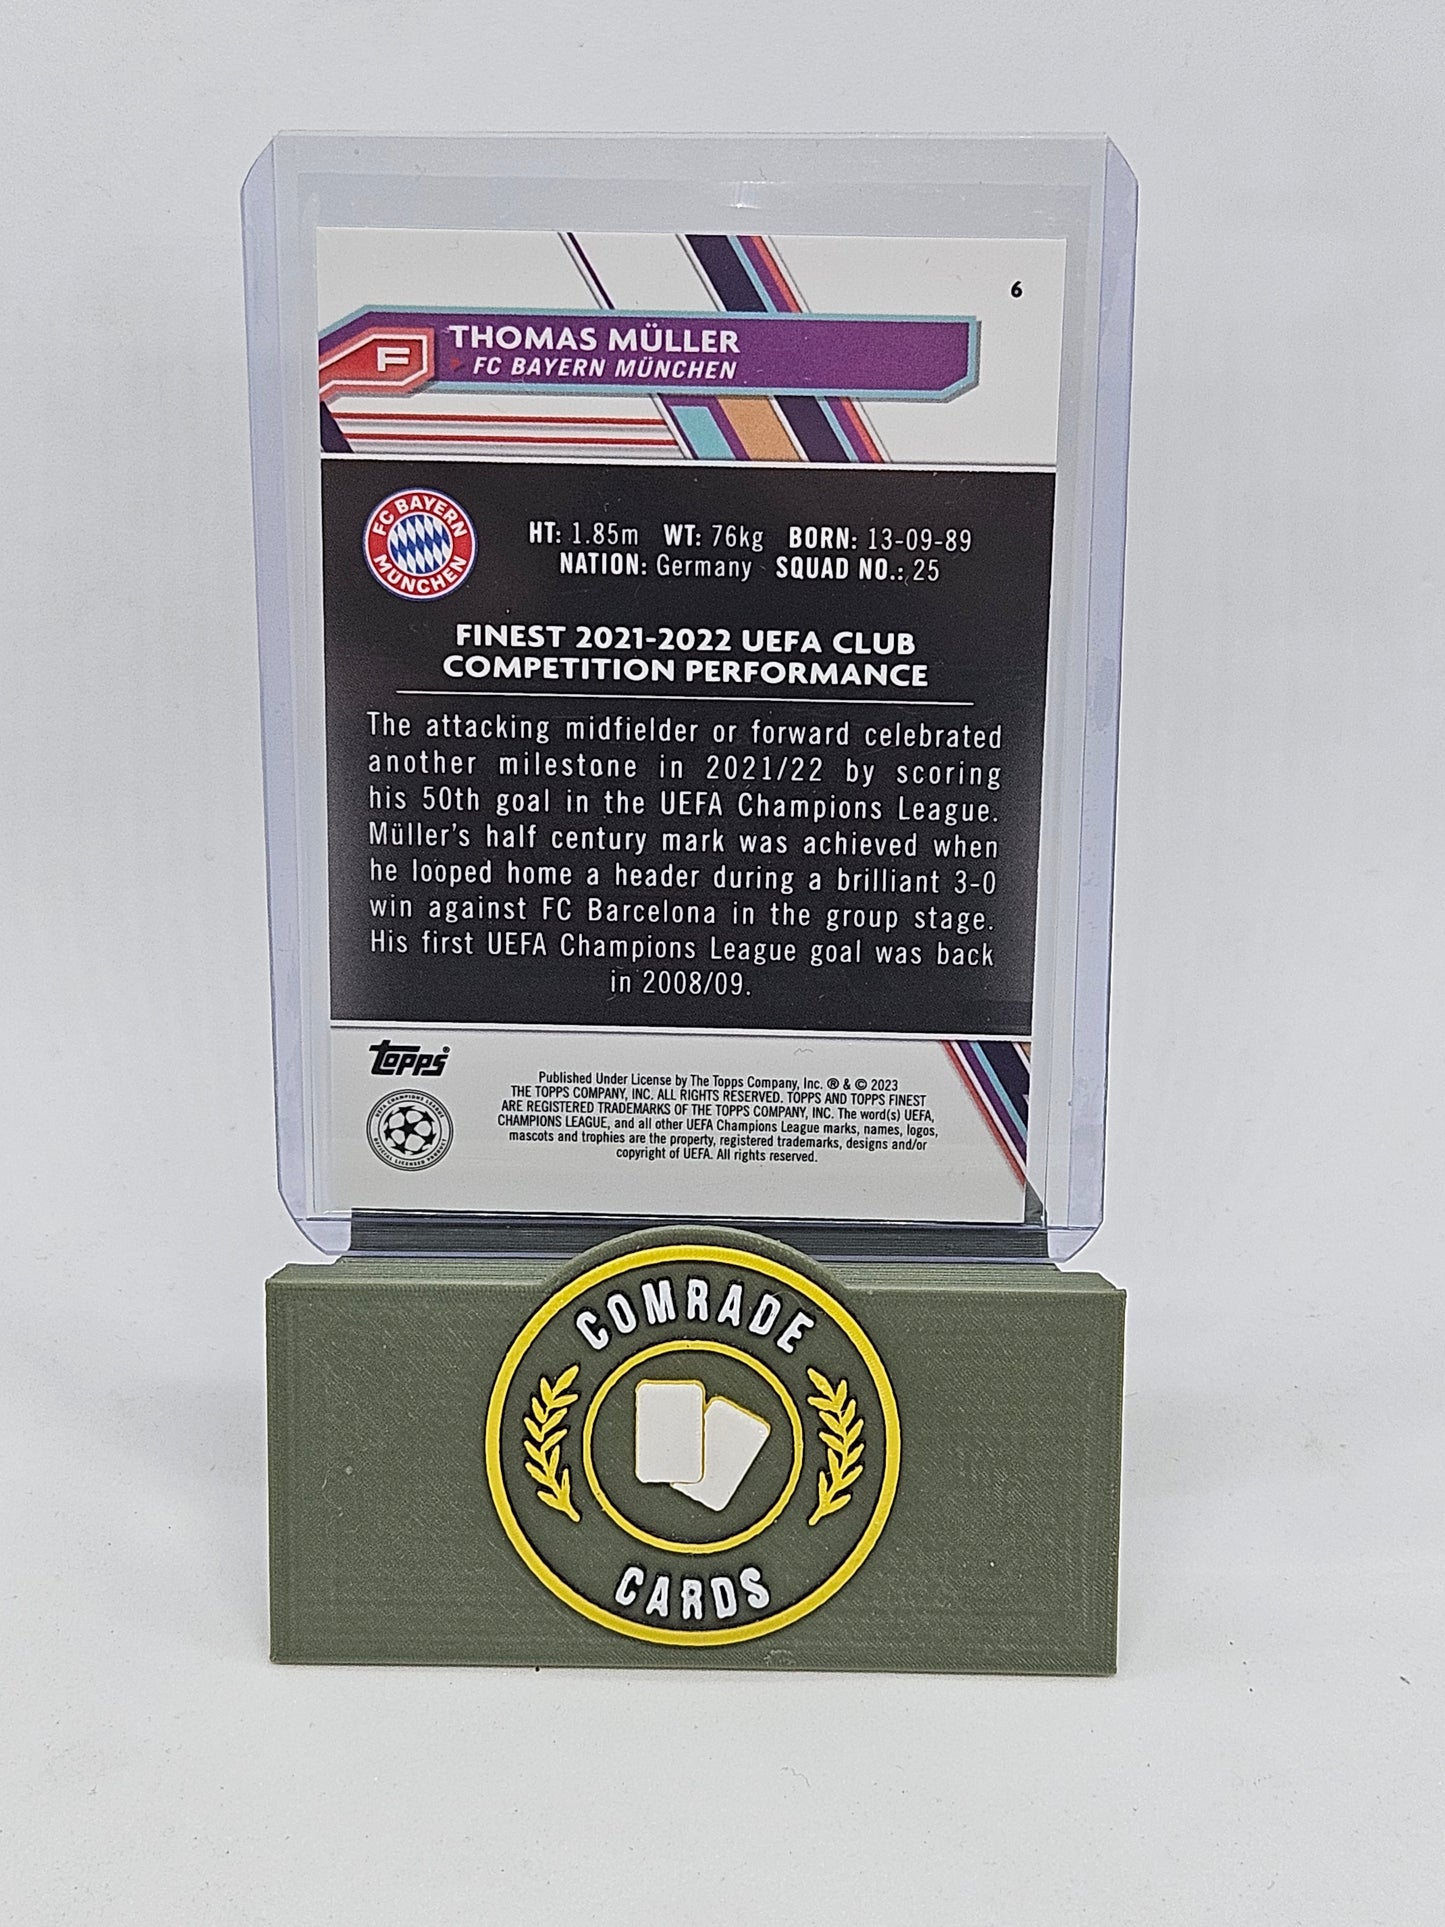 6
F
THOMAS MÜLLER
FC BAYERN MÜNCHEN
FC BAYERN
MÜNCHEN
HT: 1.85m WT: 76kg BORN: 13-09-89
NATION: Germany SQUAD NO.: 25
FINEST 2021-2022 UEFA CLUB
COMPETITION PERFORMANCE
The attacking midfielder or forward celebrated
another milestone in 2021/22 by scoring
his 50th goal in the UEFA Champions League.
Müller's half century mark was achieved when
he looped home a header during a brilliant 3-0
win against FC Barcelona in the group stage.
His first UEFA Champions League goal was back
in 2008/09.
topps®
UEFA CHAMPIONS LEAGUE
OFFICIAL LICENSED PRODUCT
Published Under License by The Topps Company, Inc. ® & © 2023
THE TOPPS COMPANY, INC. ALL RIGHTS RESERVED. TOPPS AND TOPPS FINEST
ARE REGISTERED TRADEMARKS OF THE TOPPS COMPANY, INC. The word(s) UEFA,
CHAMPIONS LEAGUE, and all other UEFA Champions League marks, names, logos,
mascots and trophies are the property, registered trademarks, designs and/or
copyright of UEFA. All rights reserved.
COMRADE
CARDS